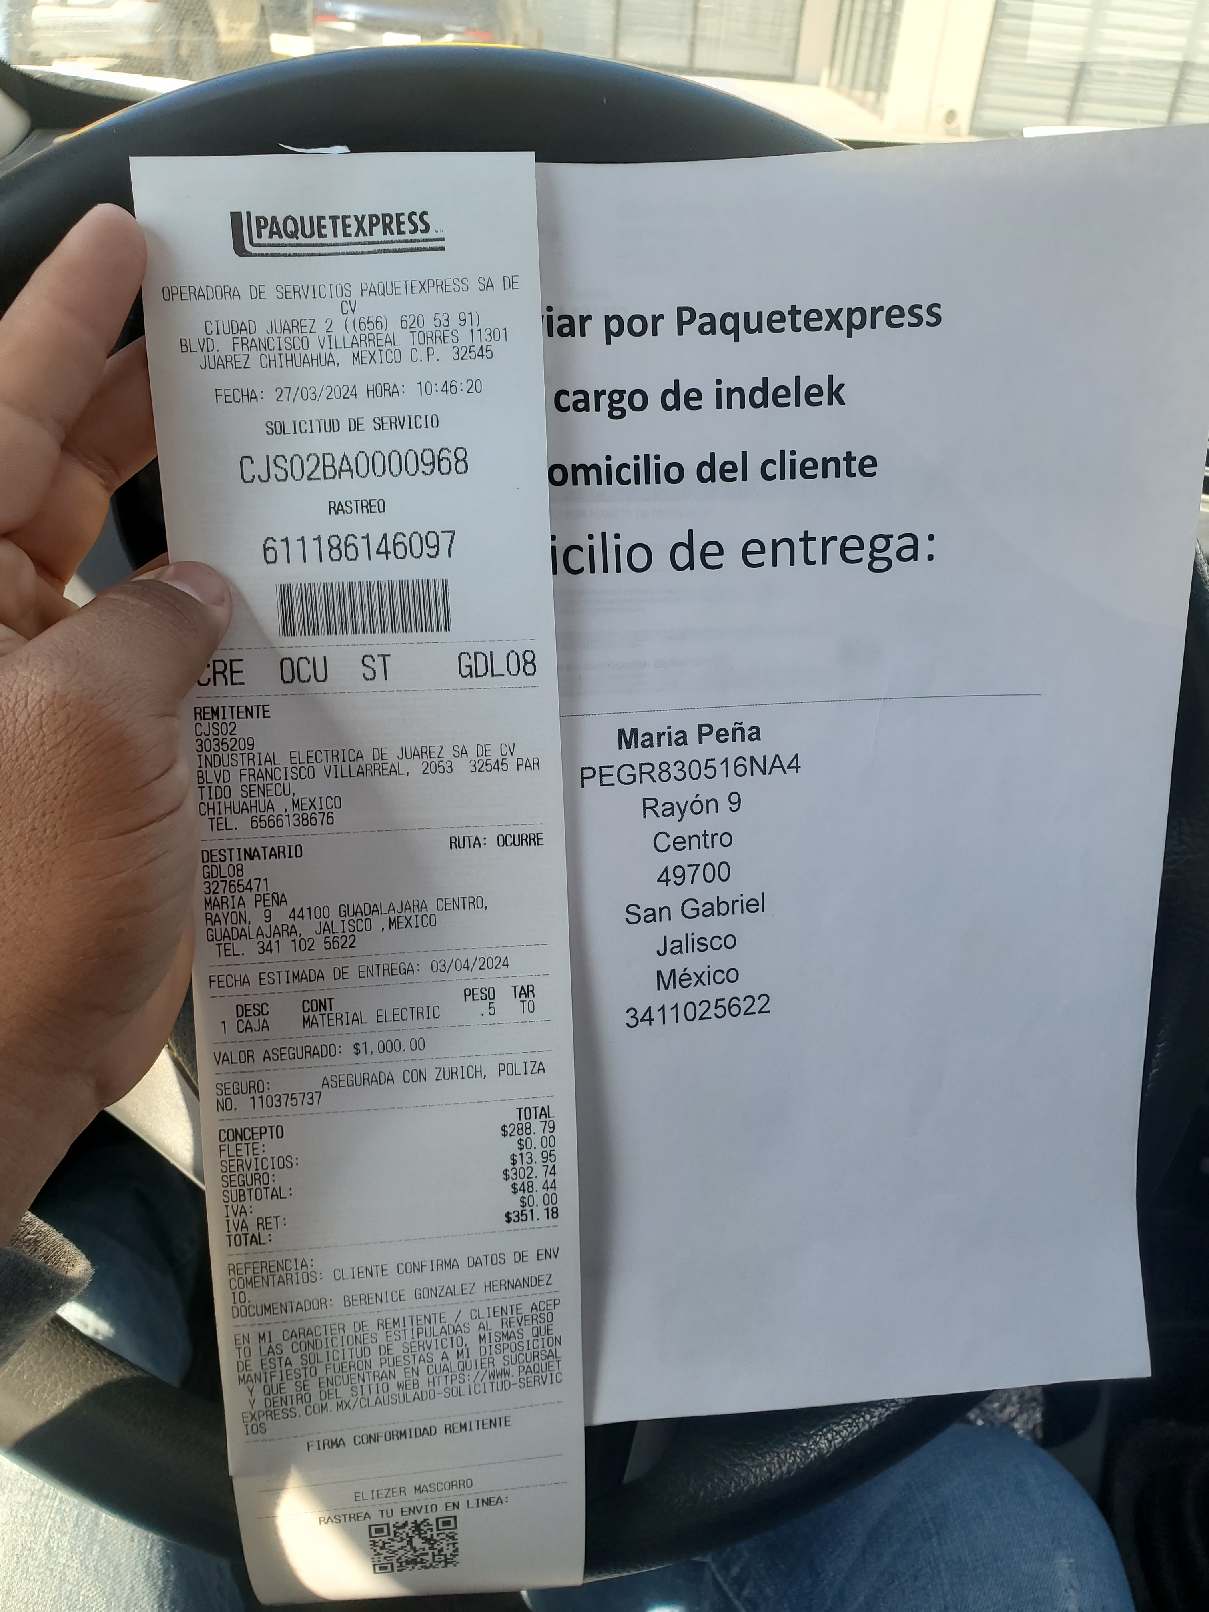 PAQUETEXPRESS
OPERADORA DE SERVICIOS PAQUETEXPRESS SA DE
CV
CIUDAD JUAREZ 2 ((656) 620 53 91)
BLVD. FRANCISCO VILLARREAL TORRES 11301
JUAREZ CHIHUAHUA, MEXICO C.P. 32545
FECHA: 27/03/2024 HORA: 10:46:20
SOLICITUD DE SERVICIO
CJS02BA0000968
RASTREO
611186146097
CRE OCU ST GDL08
REMITENTE
CJS02
3035209
INDUSTRIAL ELECTRICA DE JUAREZ SA DE CV
BLVD FRANCISCO VILLARREAL, 2053 32545 PAR
TIDO SENECU,
CHIHUAHUA ,MEXICO
TEL. 6566138676
DESTINATARIO RUTA: OCURRE
GDL08
32765471
MARIA PEÑA
RAYON, 9 44100 GUADALAJARA CENTRO,
GUADALAJARA, JALISCO ,MEXICO
TEL. 341 102 5622
FECHA ESTIMADA DE ENTREGA: 03/04/2024
DESC CONT PESO TAR
1 CAJA MATERIAL ELECTRIC .5 TO
VALOR ASEGURADO: $1,000.00
SEGURO: ASEGURADA CON ZURICH, POLIZA
NO. 110375737
CONCEPTO TOTAL
FLETE: $288.79
SERVICIOS: $0.00
SEGURO: $13.95
SUBTOTAL: $302.74
IVA: $48.44
IVA RET: $0.00
TOTAL: $351.18
REFERENCIA:
COMENTARIOS: CLIENTE CONFIRMA DATOS DE ENV
IO.
DOCUMENTADOR: BERENICE GONZALEZ HERNANDEZ
EN MI CARACTER DE REMITENTE / CLIENTE ACEP
TO LAS CONDICIONES ESTIPULADAS AL REVERSO
DE ESTA SOLICITUD DE SERVICIO, MISMAS QUE
MANIFIESTO FUERON PUESTAS A MI DISPOSICION
Y QUE SE ENCUENTRAN EN CUALQUIER SUCURSAL
Y DENTRO DEL SITIO WEB HTTPS://WWW.PAQUET
EXPRESS.COM.MX/CLAUSULADO-SOLICITUD-SERVIC
IOS
FIRMA CONFORMIDAD REMITENTE
ELIEZER MASCORRO
RASTREA TU ENVIO EN LINEA:
iar por Paquetexpress
cargo de indelek
omicilio del cliente
icilio de entrega:
Maria Peña
PEGR830516NA4
Rayón 9
Centro
49700
San Gabriel
Jalisco
México
3411025622